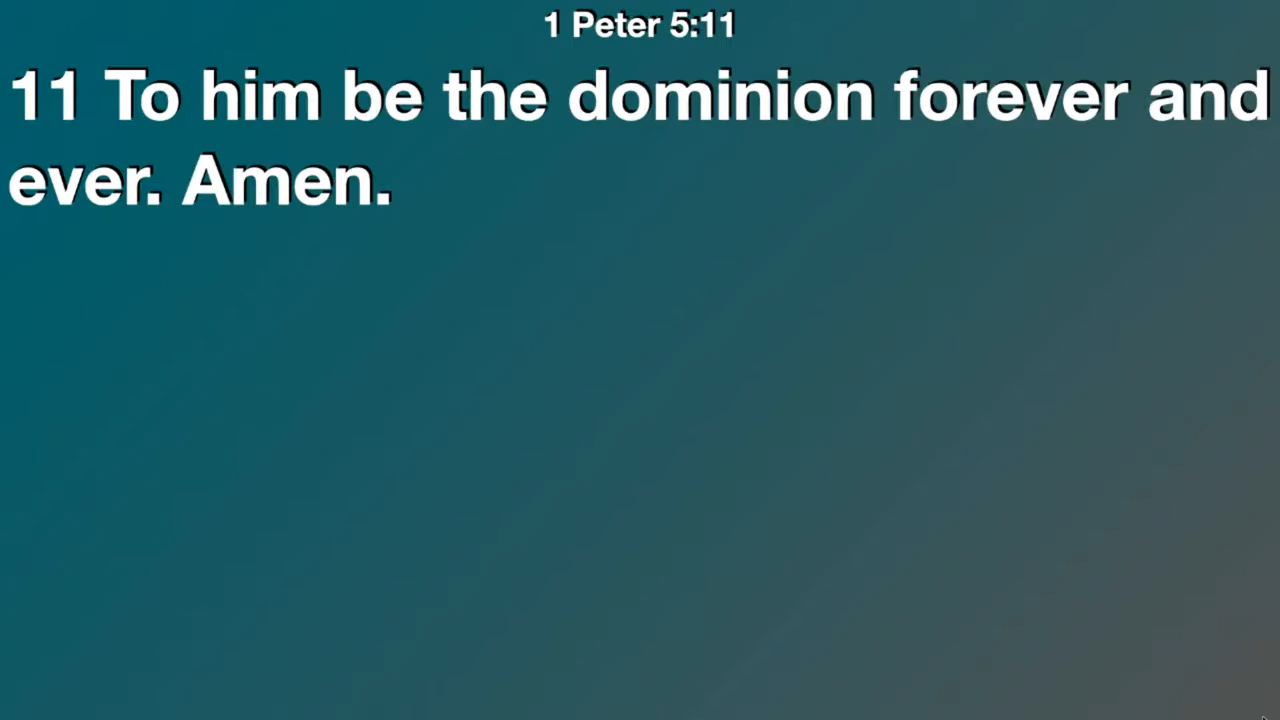 1 Peter 5:11
11 To him be the dominion forever and
ever. Amen.